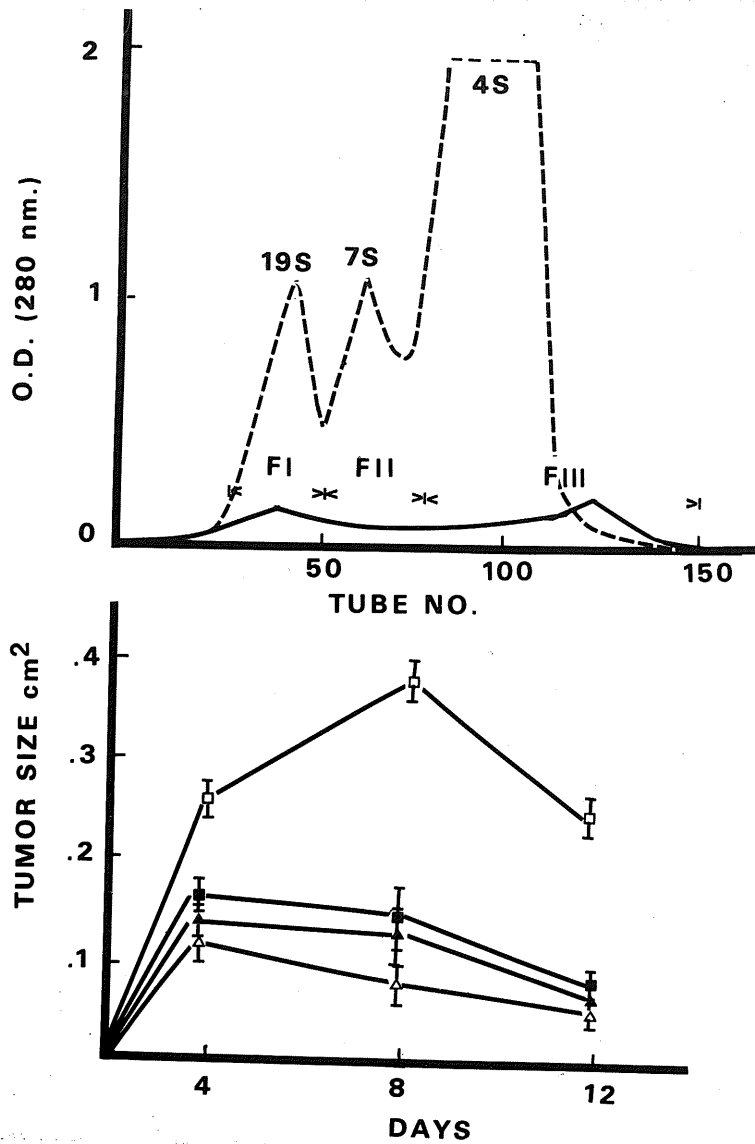 2
4S
19S 7S
1
O.D. (280 nm.)
FI FII FIII
0
50 100 150
TUBE NO.
.4
.3
.2
.1
TUMOR SIZE cm²
4 8 12
DAYS